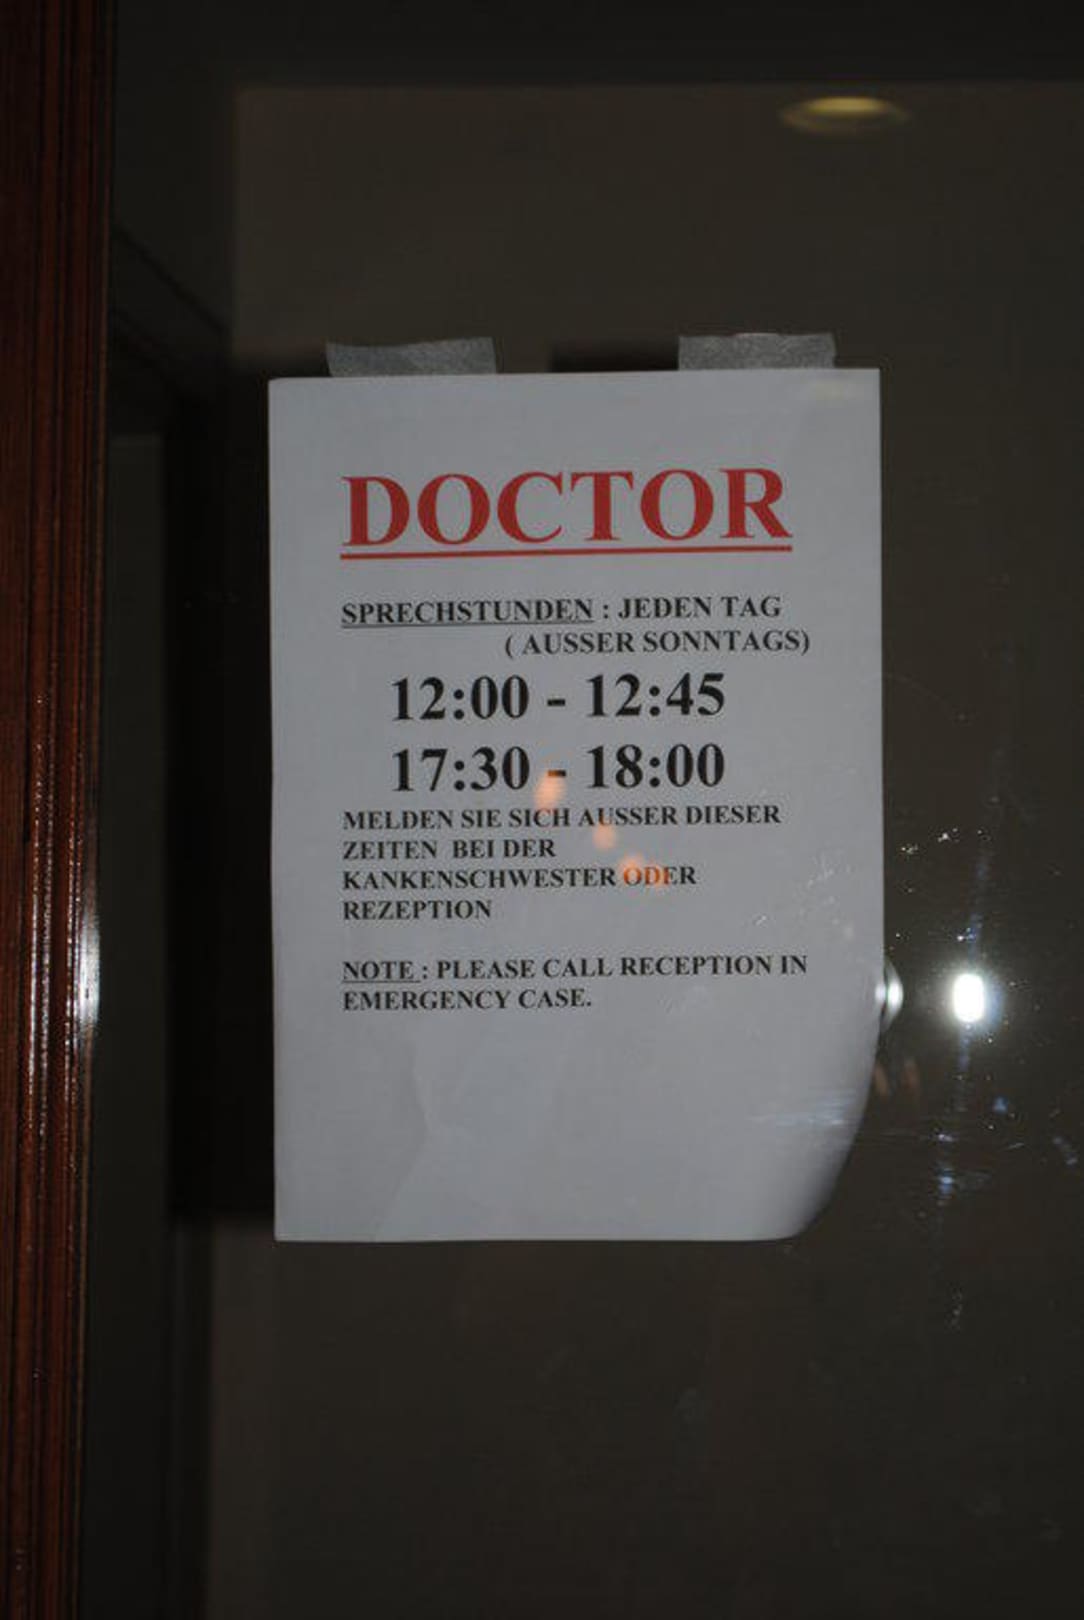 DOCTOR
SPRECHSTUNDEN : JEDEN TAG
( AUSSER SONNTAGS)
12:00 - 12:45
17:30 - 18:00
MELDEN SIE SICH AUSSER DIESER
ZEITEN BEI DER
KANKENSCHWESTER ODER
REZEPTION
NOTE : PLEASE CALL RECEPTION IN
EMERGENCY CASE.